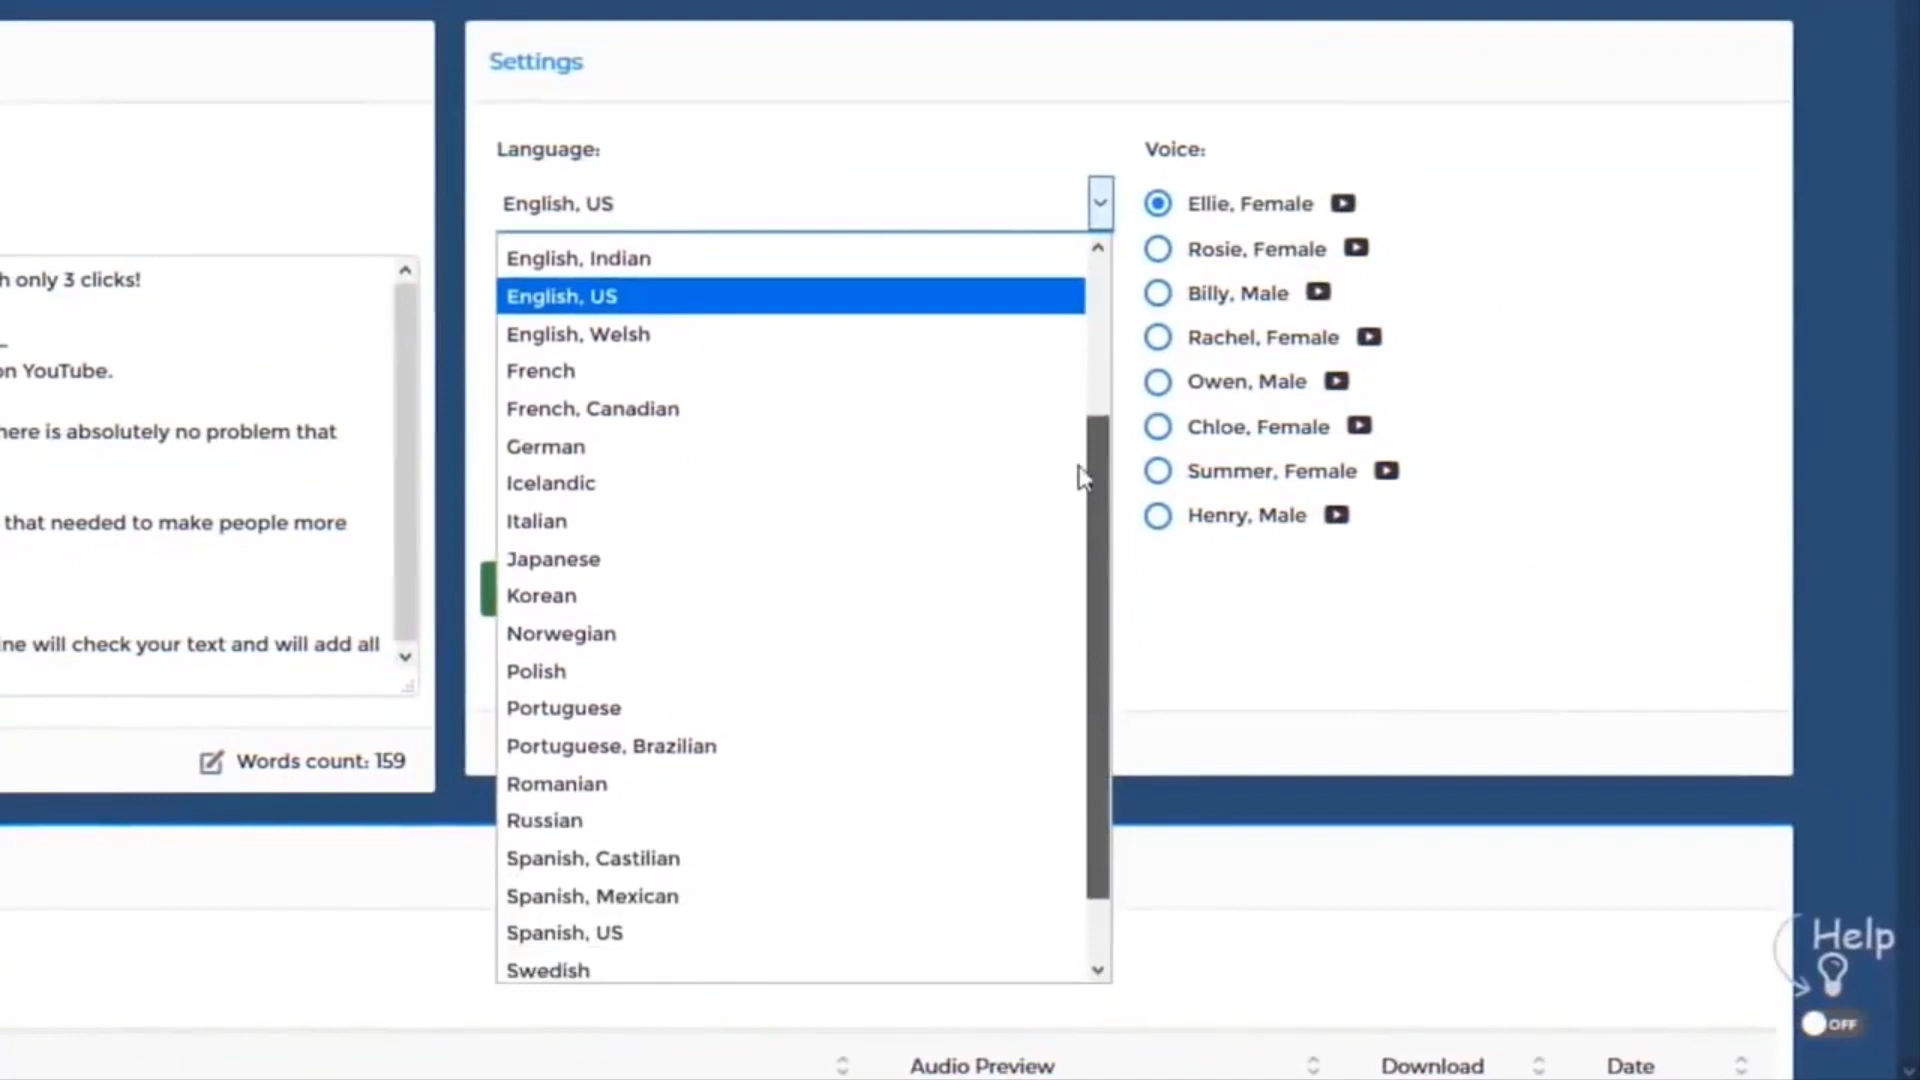 Settings
Language:
English, US
English, Indian
English, US
English, Welsh
French
French, Canadian
German
Icelandic
Italian
Japanese
Korean
Norwegian
Polish
Portuguese
Portuguese, Brazilian
Romanian
Russian
Spanish, Castilian
Spanish, Mexican
Spanish, US
Swedish
Voice:
Ellie, Female
Rosie, Female
Billy, Male
Rachel, Female
Owen, Male
Chloe, Female
Summer, Female
Henry, Male
h only 3 clicks!
on YouTube.
here is absolutely no problem that
that needed to make people more
ine will check your text and will add all
Words count: 159
Help
OFF
Audio Preview
Download
Date